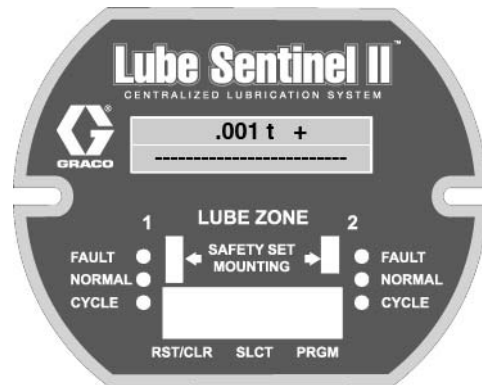 Lube Sentinel II™
CENTRALIZED LUBRICATION SYSTEM
GRACO®
.001 t +
--------------------------
1 LUBE ZONE 2
FAULT SAFETY SET MOUNTING FAULT
NORMAL NORMAL
CYCLE CYCLE
RST/CLR SLCT PRGM